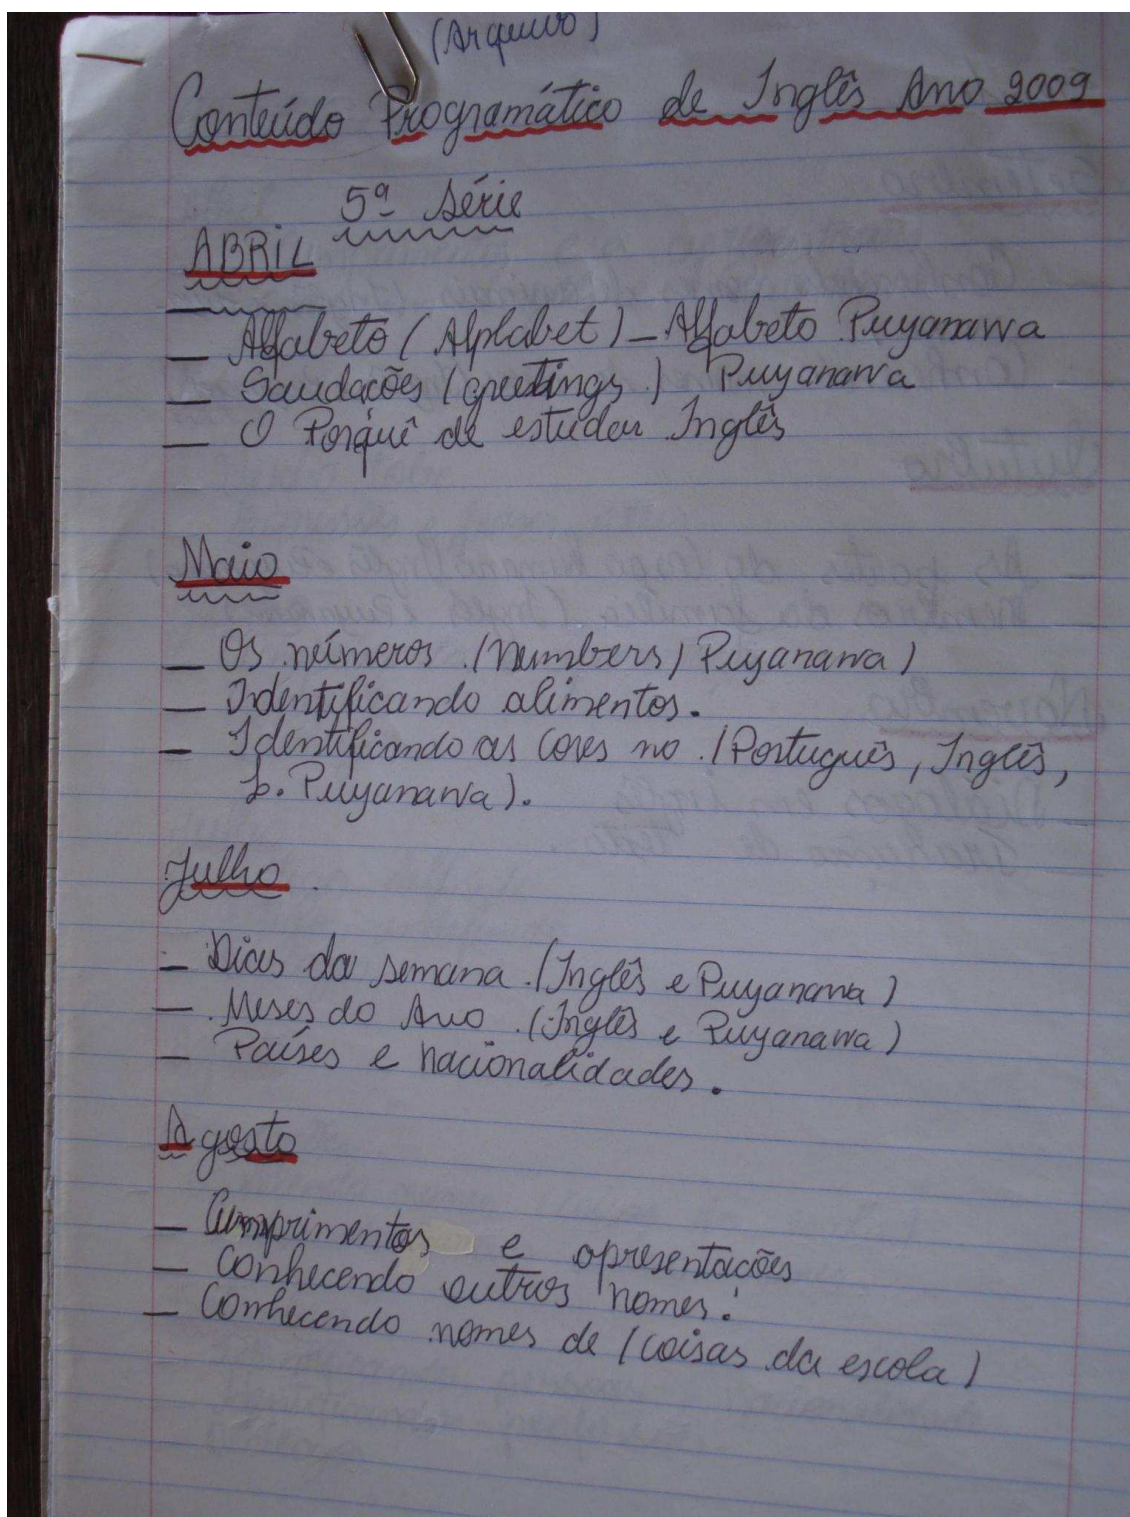 (Arquivo)
Conteúdo Programático de Inglês Ano 2009
5ª Série
ABRIL
— Alfabeto (Alphabet) - Alfabeto Puyanawa
— Saudações (greetings) Puyanawa
— O Porquê de estudar Inglês
Maio
— Os números. (numbers) Puyanawa)
— Identificando alimentos.
— Identificando as cores no. (Português, Inglês,
L. Puyanawa).
Julho.
— Dias da semana. (Inglês e Puyanawa)
— Meses do Ano. (Inglês e Puyanawa)
— Países e nacionalidades.
Agosto
— Cumprimentos e apresentações
— Conhecendo outros nomes.
— Conhecendo nomes de (coisas da escola)